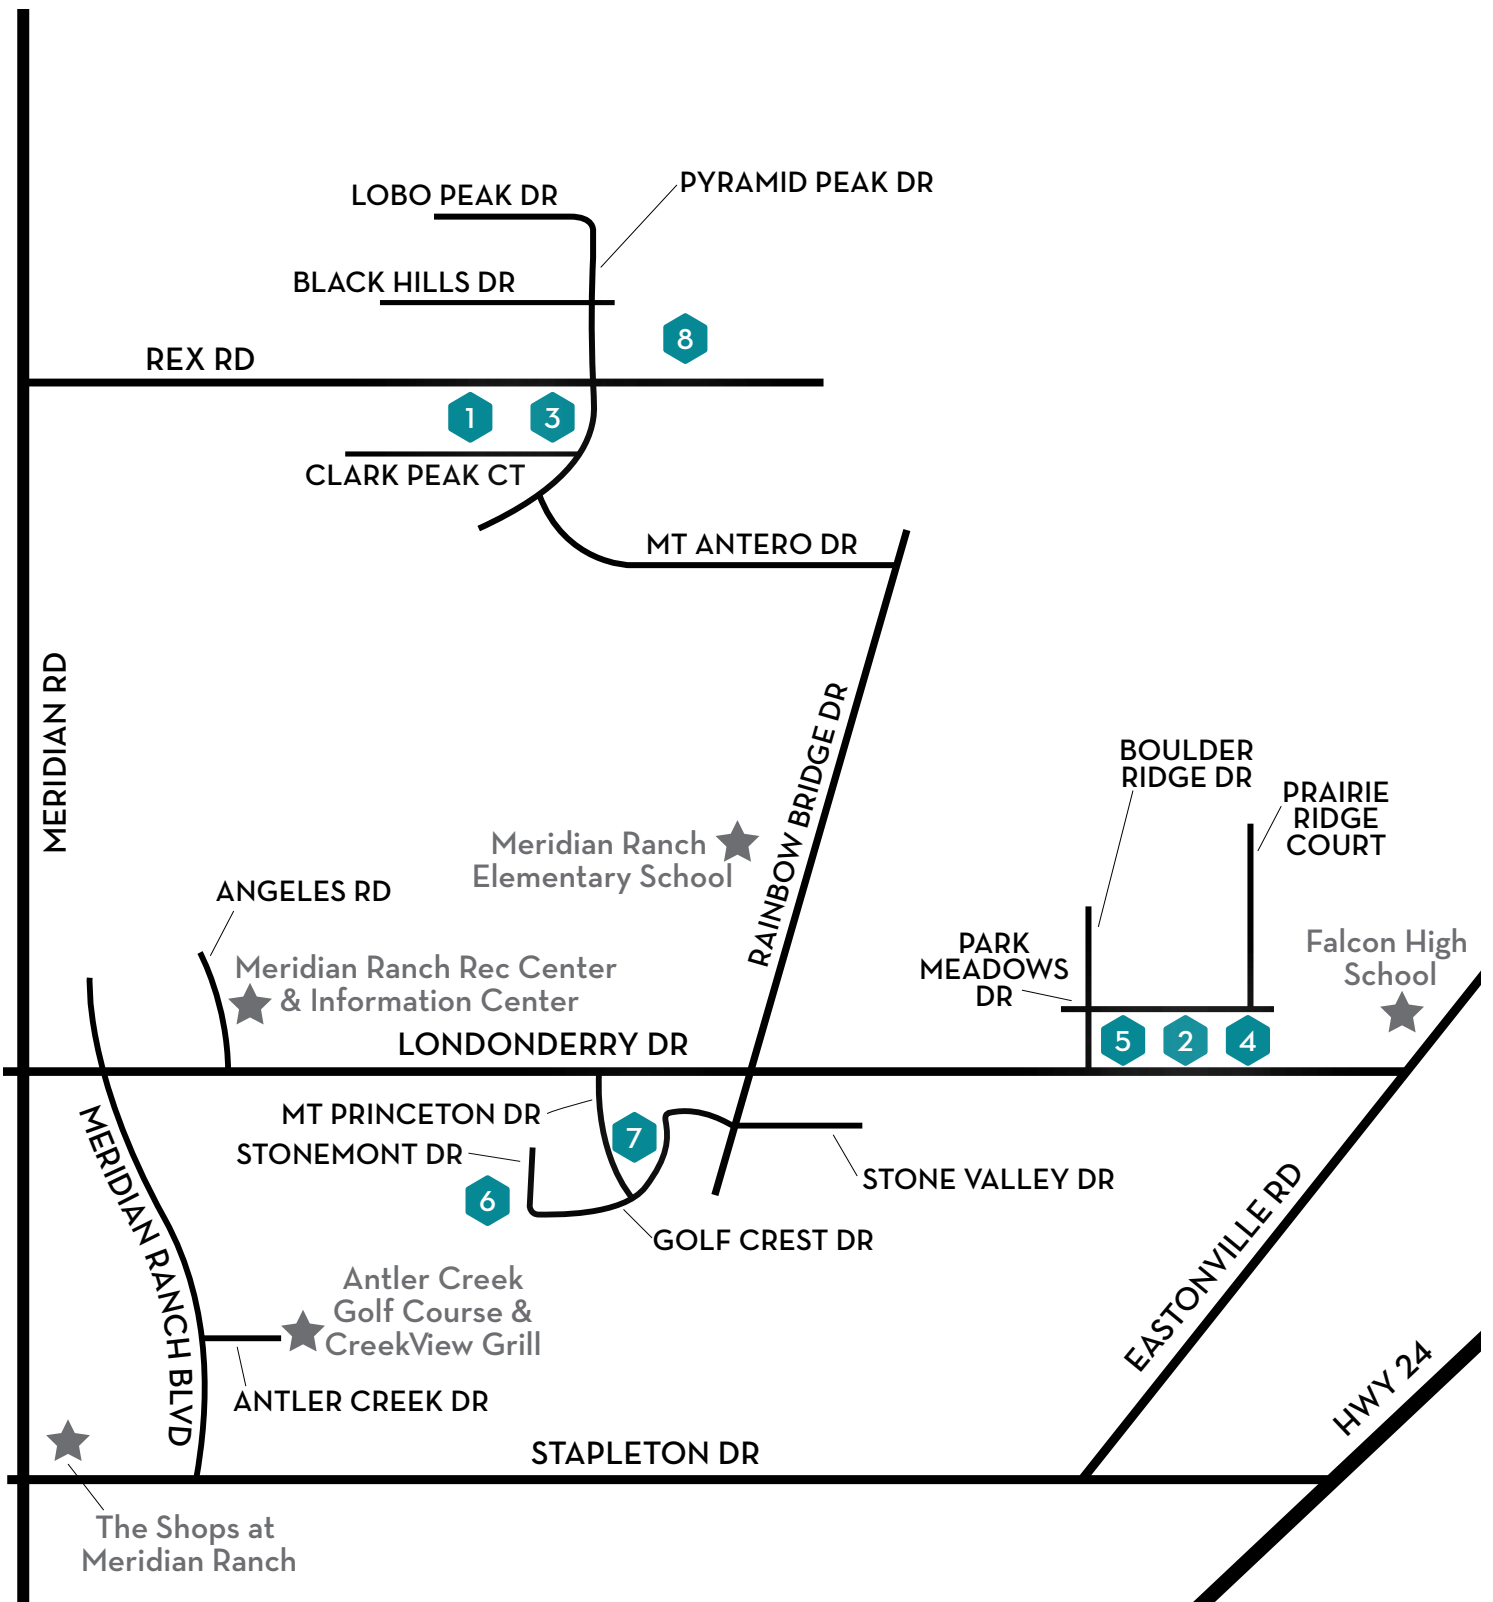 PYRAMID PEAK DR
LOBO PEAK DR
BLACK HILLS DR
8
REX RD
1
3
CLARK PEAK CT
MT ANTERO DR
MERIDIAN RD
RAINBOW BRIDGE DR
BOULDER
RIDGE DR
PRAIRIE
RIDGE
COURT
Meridian Ranch
Elementary School
ANGELES RD
PARK
MEADOWS
DR
Falcon High
School
Meridian Ranch Rec Center
& Information Center
LONDONDERRY DR
5
2
4
MT PRINCETON DR
7
STONEMONT DR
STONE VALLEY DR
6
GOLF CREST DR
MERIDIAN RANCH BLVD
EASTONVILLE RD
Antler Creek
Golf Course &
CreekView Grill
HWY 24
ANTLER CREEK DR
STAPLETON DR
The Shops at
Meridian Ranch